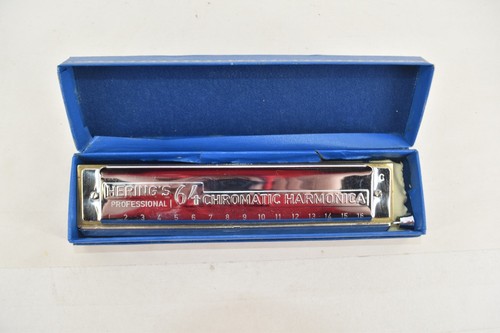 HERING'S 64 CHROMATIC HARMONICA
PROFESSIONAL
2 3 4 5 6 7 8 9 10 11 12 13 14 15 16
C